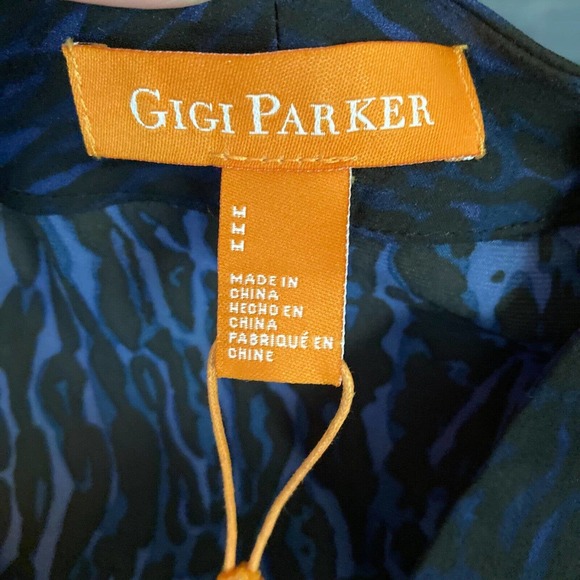 GIGI PARKER
M
M
M
MADE IN
CHINA
HECHO EN
CHINA
FABRIQUÉ EN
CHINE